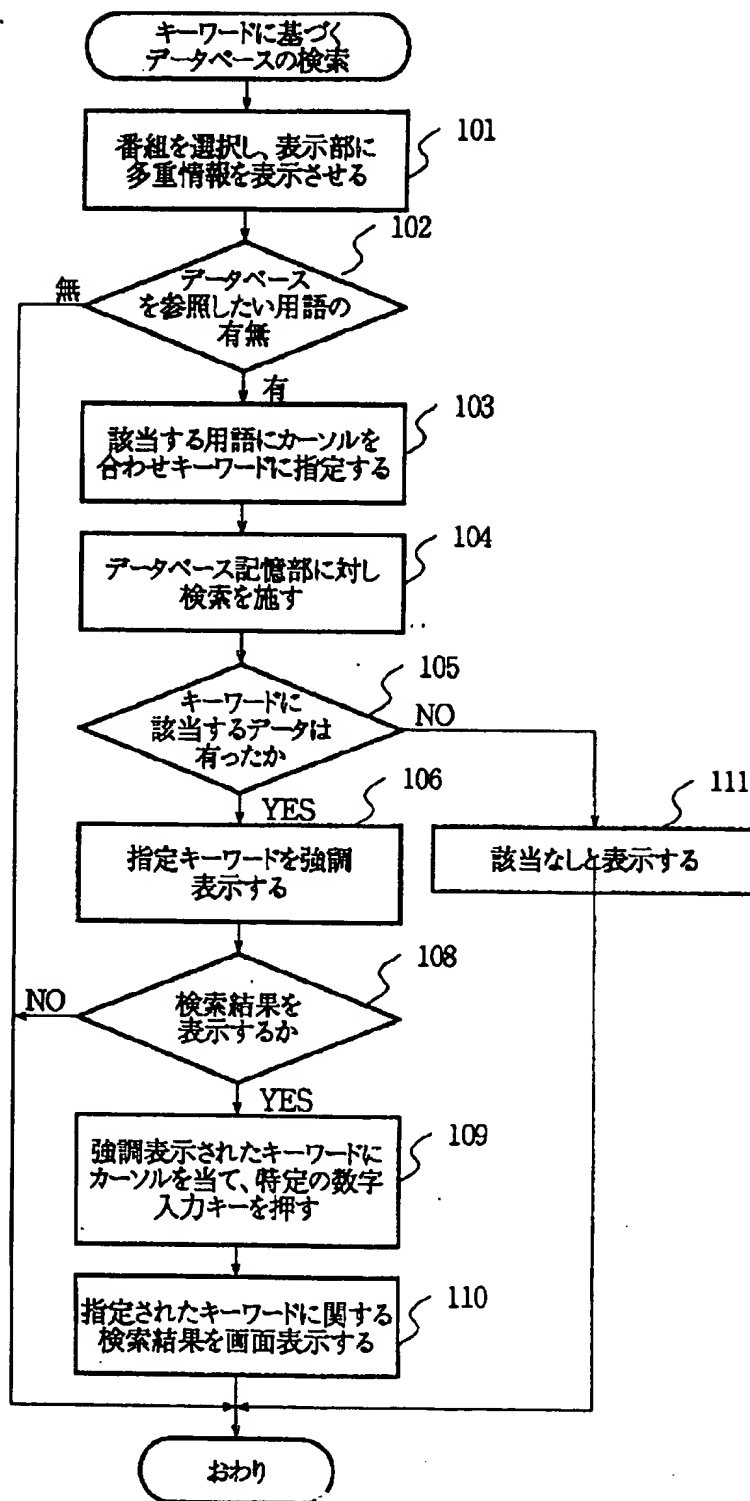 キーワードに基づく
データベースの検索
101
番組を選択し、表示部に
多重情報を表示させる
102
データベース
を参照したい用語の
有無
無
有
103
該当する用語にカーソルを
合わせキーワードに指定する
104
データベース記憶部に対し
検索を施す
105
キーワードに
該当するデータは
有ったか
NO
YES
106
指定キーワードを強調
表示する
111
該当なしと表示する
108
検索結果を
表示するか
NO
YES
109
強調表示されたキーワードに
カーソルを当て、特定の数字
入力キーを押す
110
指定されたキーワードに関する
検索結果を画面表示する
おわり